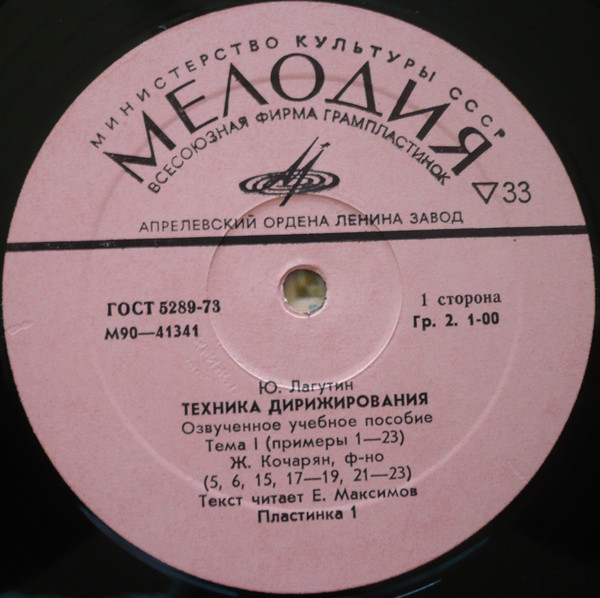 МИНИСТЕРСТВО КУЛЬТУРЫ СССР
МЕЛОДИЯ
ВСЕСОЮЗНАЯ ФИРМА ГРАМПЛАСТИНОК
33
АПРЕЛЕВСКИЙ ОРДЕНА ЛЕНИНА ЗАВОД
ГОСТ 5289-73
М90—41341
1 сторона
Гр. 2. 1-00
Ю. Лагутин
ТЕХНИКА ДИРИЖИРОВАНИЯ
Озвученное учебное пособие
Тема I (примеры 1—23)
Ж. Кочарян, ф-но
(5, 6, 15, 17—19, 21—23)
Текст читает Е. Максимов
Пластинка 1